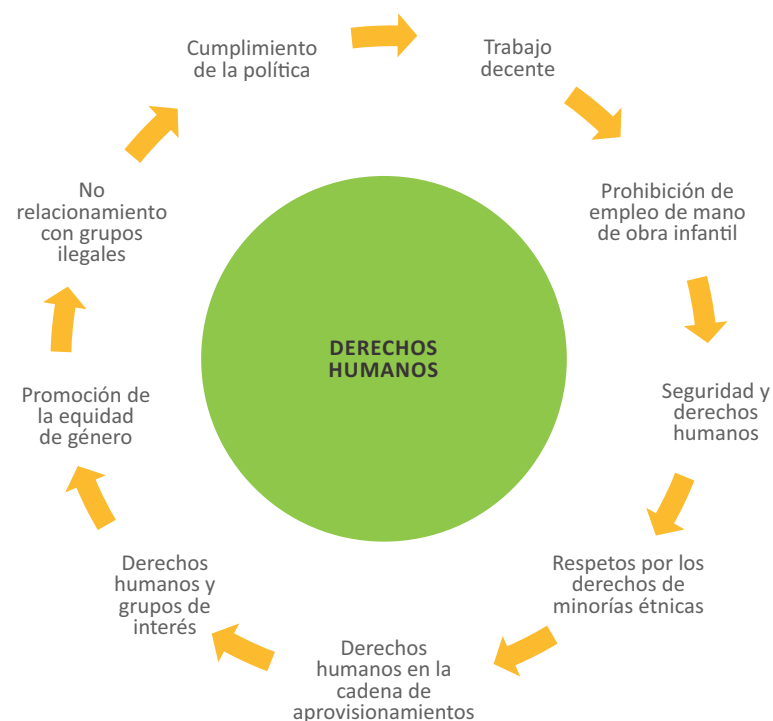 Cumplimiento
de la política
Trabajo
decente
Prohibición de
empleo de mano
de obra infantil
Seguridad y
derechos
humanos
Respetos por los
derechos de
minorías étnicas
Derechos
humanos en la
cadena de
aprovisionamientos
Derechos
humanos y
grupos de
interés
Promoción de
la equidad
de género
No
relacionamiento
con grupos
ilegales
DERECHOS
HUMANOS